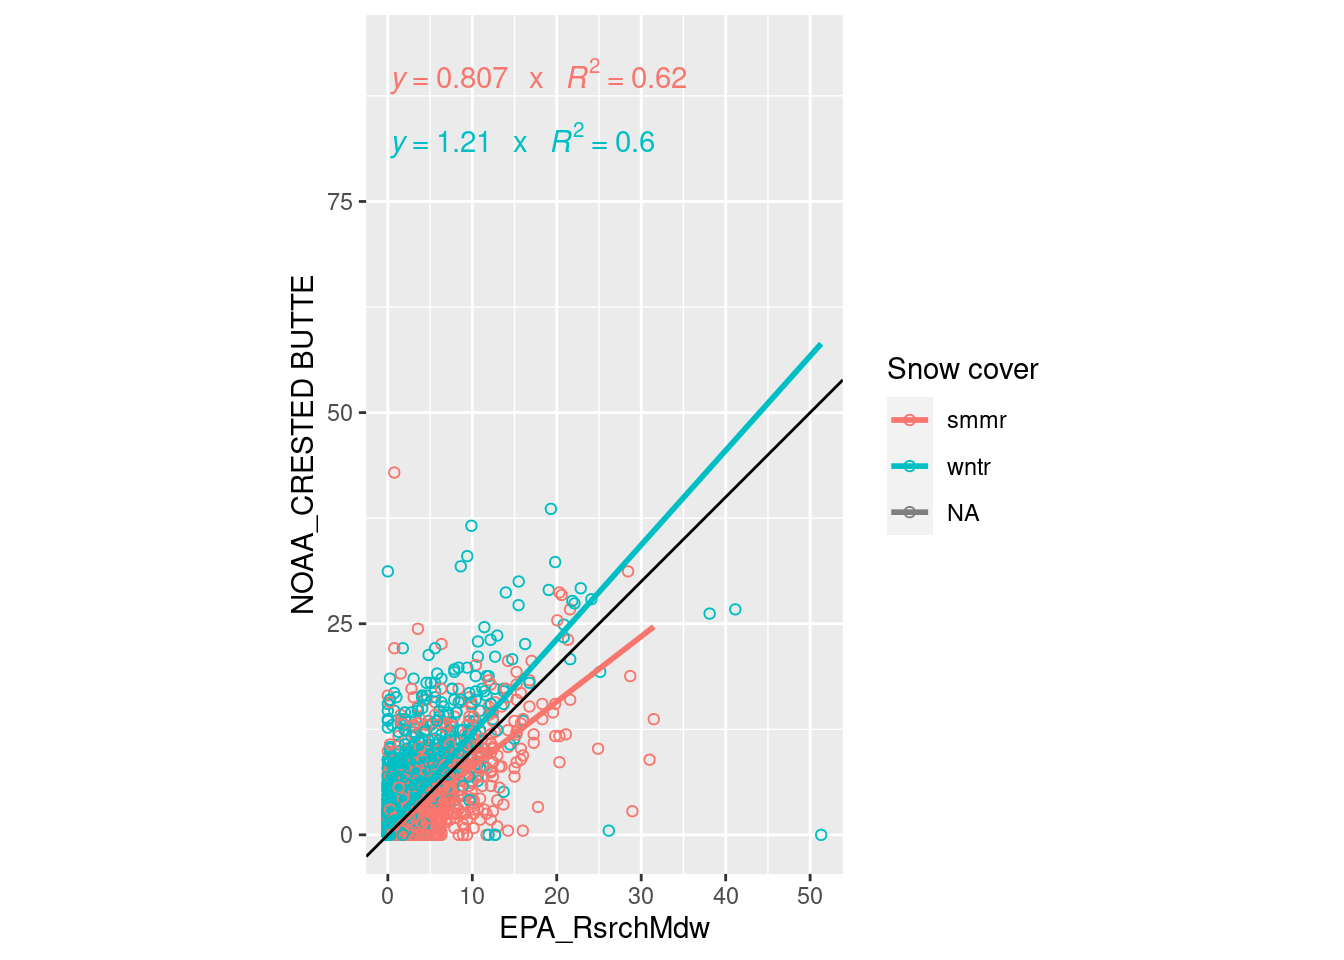 y = 0.807 x R² = 0.62
y = 1.21 x R² = 0.6
75
50
25
0
0 10 20 30 40 50
EPA_RsrchMdw
NOAA_CRESTED BUTTE
Snow cover
smmr
wntr
NA